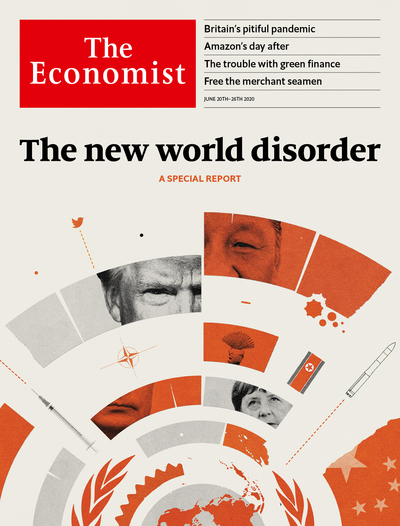 The
Economist
Britain's pitiful pandemic
Amazon's day after
The trouble with green finance
Free the merchant seamen
JUNE 20TH–26TH 2020
The new world disorder
A SPECIAL REPORT